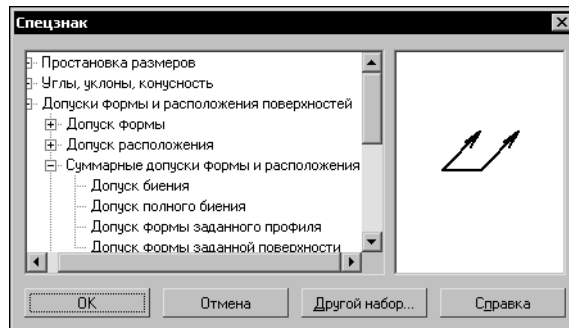 Спецзнак
Простановка размеров
Углы, уклоны, конусность
Допуски формы и расположения поверхностей
Допуск формы
Допуск расположения
Суммарные допуски формы и расположения
Допуск биения
Допуск полного биения
Допуск формы заданного профиля
Допуск формы заданной поверхности
OK
Отмена
Другой набор...
Справка